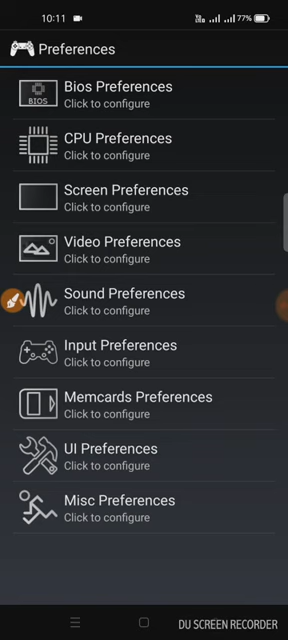 10:11
77%
Preferences
BIOS
Bios Preferences
Click to configure
CPU Preferences
Click to configure
Screen Preferences
Click to configure
Video Preferences
Click to configure
Sound Preferences
Click to configure
Input Preferences
Click to configure
Memcards Preferences
Click to configure
UI Preferences
Click to configure
Misc Preferences
Click to configure
DU SCREEN RECORDER